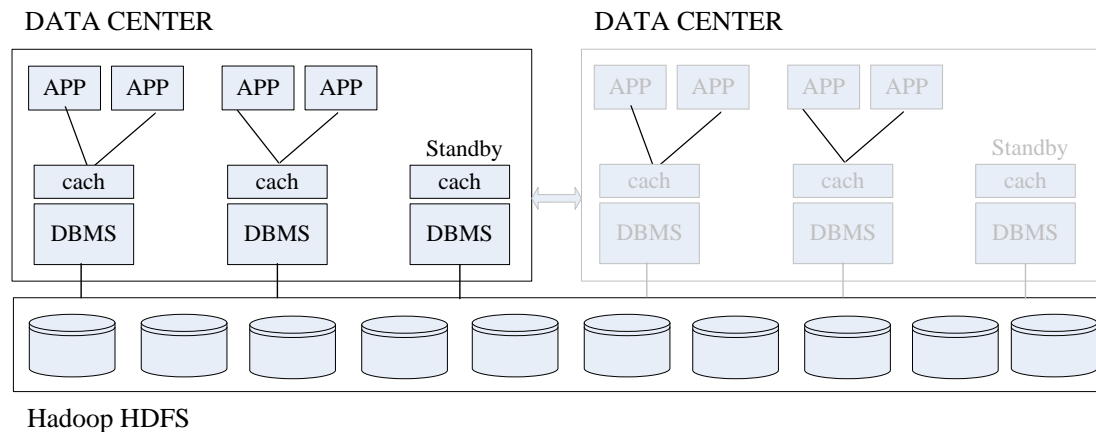 DATA CENTER DATA CENTER
APP APP APP APP APP APP APP APP
Standby Standby
cach cach cach cach cach cach
DBMS DBMS DBMS DBMS DBMS DBMS
Hadoop HDFS